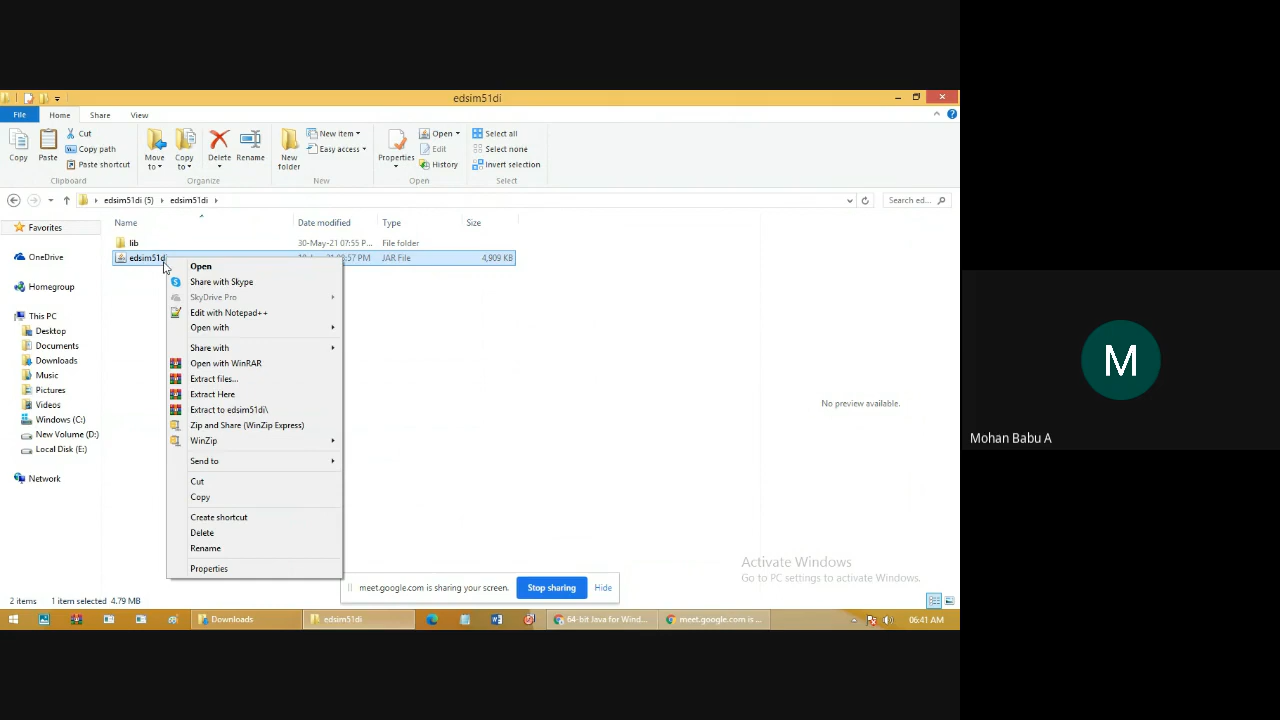 edsim51di
File Home Share View
Copy
Paste
Cut
Copy path
Paste shortcut
Clipboard
Move to
Copy to
Delete
Rename
Organize
New folder
New item
Easy access
New
Properties
Open
Edit
History
Open
Select all
Select none
Invert selection
Select
edsim51di (5) edsim51di
Search ed...
Name Date modified Type Size
Favorites
OneDrive
Homegroup
This PC
Desktop
Documents
Downloads
Music
Pictures
Videos
Windows (C:)
New Volume (D:)
Local Disk (E:)
Network
lib 30-May-21 07:55 P... File folder
edsim51di :57 PM JAR File 4,909 KB
Open
Share with Skype
SkyDrive Pro
Edit with Notepad++
Open with
Share with
Open with WinRAR
Extract files...
Extract Here
Extract to edsim51di\
Zip and Share (WinZip Express)
WinZip
Send to
Cut
Copy
Create shortcut
Delete
Rename
Properties
No preview available.
Activate Windows
Go to PC settings to activate Windows.
meet.google.com is sharing your screen. Stop sharing Hide
2 items 1 item selected 4.79 MB
Downloads
edsim51di
64-bit Java for Wind...
meet.google.com is ...
06:41 AM
M
Mohan Babu A